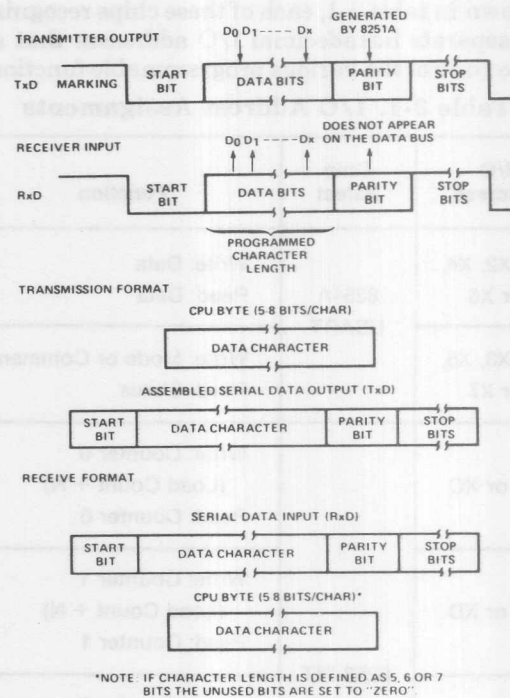 TRANSMITTER OUTPUT
D0 D1 ---- Dx
GENERATED
BY 8251A
TxD MARKING
START
BIT
DATA BITS
PARITY
BIT
STOP
BITS
RECEIVER INPUT
D0 D1 ---- Dx
DOES NOT APPEAR
ON THE DATA BUS
RxD
START
BIT
DATA BITS
PARITY
BIT
STOP
BITS
PROGRAMMED
CHARACTER
LENGTH
TRANSMISSION FORMAT
CPU BYTE (5-8 BITS/CHAR)
DATA CHARACTER
ASSEMBLED SERIAL DATA OUTPUT (TxD)
START
BIT
DATA CHARACTER
PARITY
BIT
STOP
BITS
RECEIVE FORMAT
SERIAL DATA INPUT (RxD)
START
BIT
DATA CHARACTER
PARITY
BIT
STOP
BITS
CPU BYTE (5-8 BITS/CHAR)*
DATA CHARACTER
*NOTE: IF CHARACTER LENGTH IS DEFINED AS 5, 6 OR 7
BITS THE UNUSED BITS ARE SET TO "ZERO".